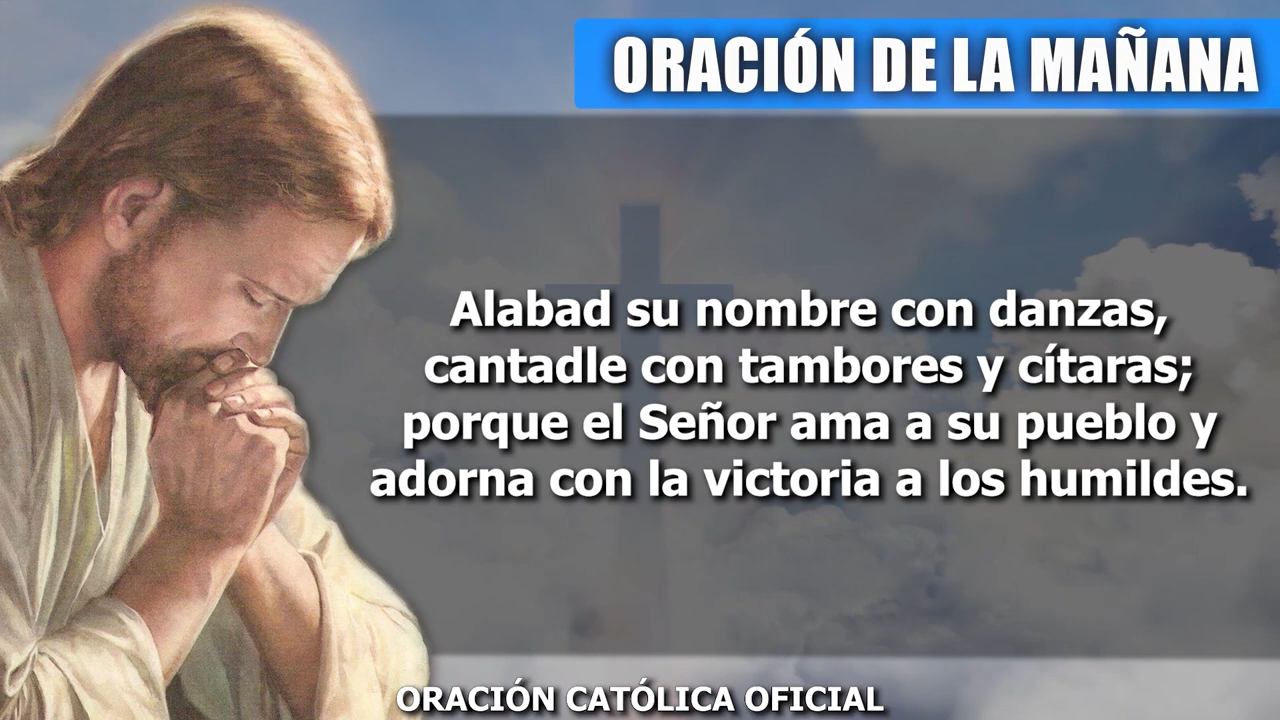 ORACIÓN DE LA MAÑANA
Alabad su nombre con danzas,
cantadle con tambores y cítaras;
porque el Señor ama a su pueblo y
adorna con la victoria a los humildes.
ORACIÓN CATÓLICA OFICIAL